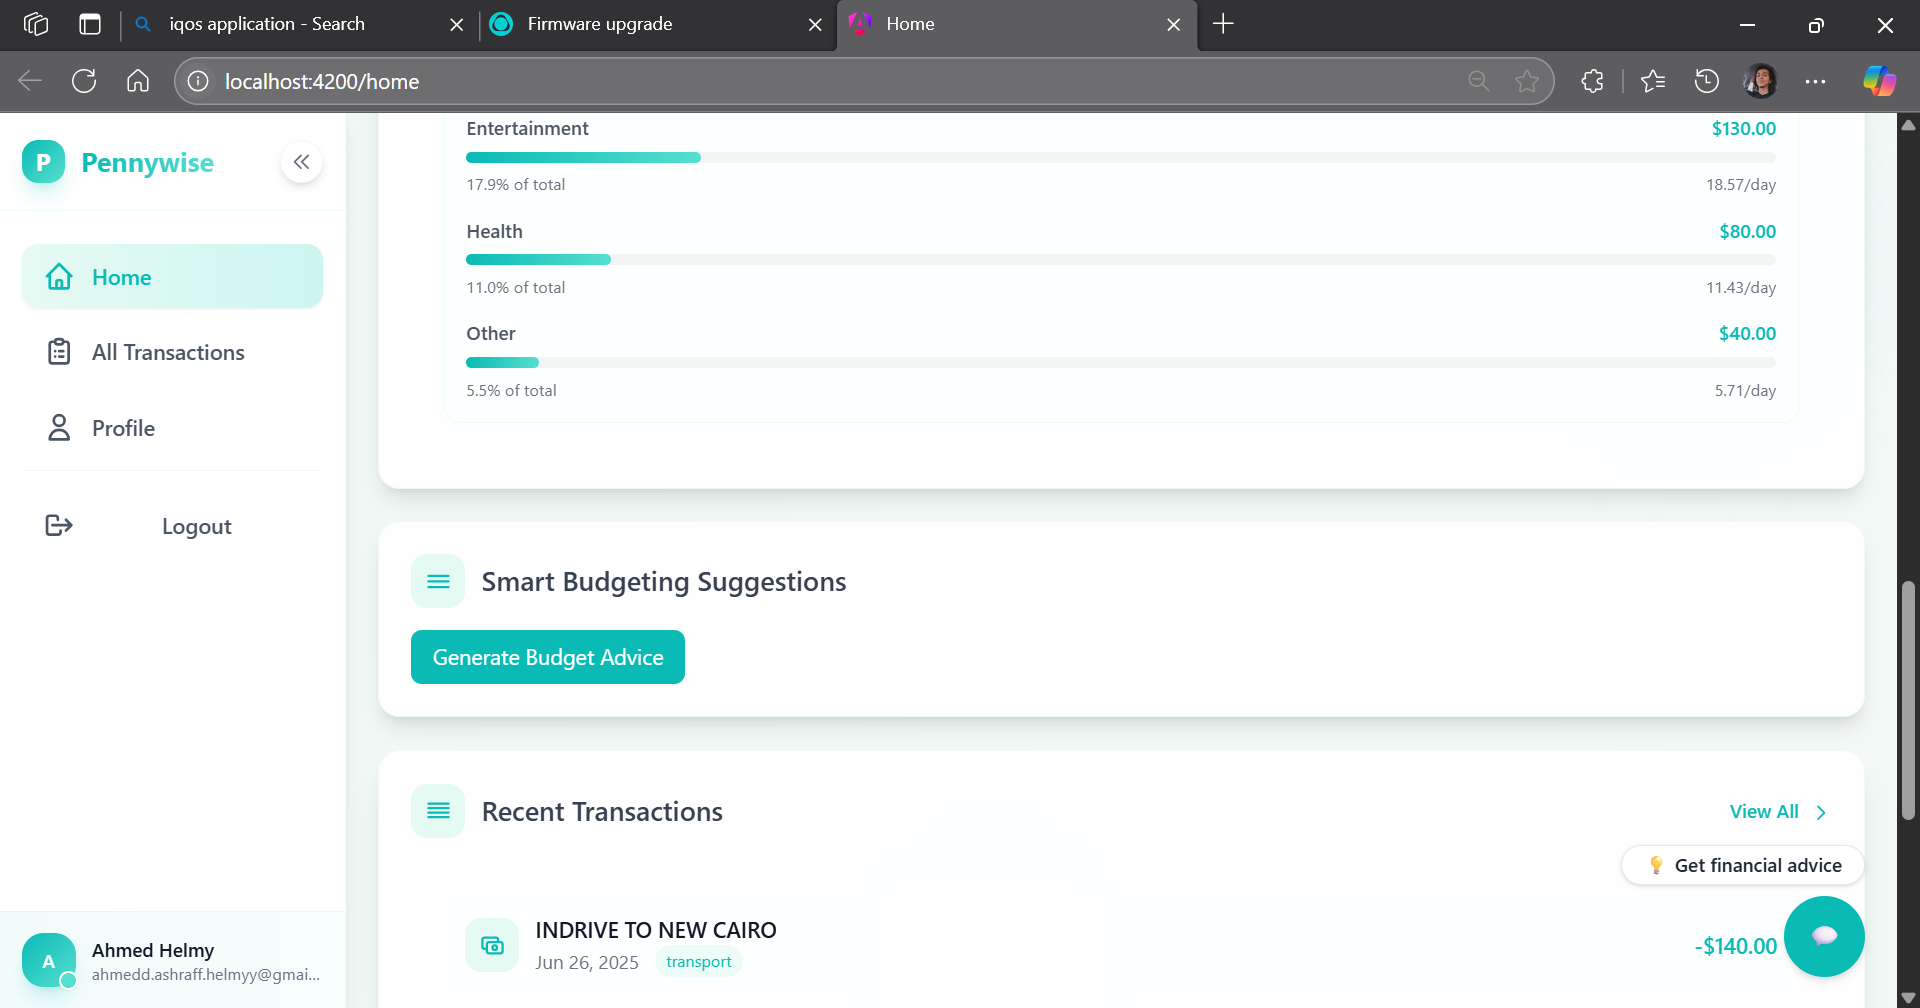 iqos application - Search
Firmware upgrade
Home
localhost:4200/home
P Pennywise
Home
All Transactions
Profile
Logout
A
Ahmed Helmy
ahmedd.ashraff.helmyy@gmai...
Entertainment $130.00
17.9% of total 18.57/day
Health $80.00
11.0% of total 11.43/day
Other $40.00
5.5% of total 5.71/day
Smart Budgeting Suggestions
Generate Budget Advice
Recent Transactions View All
Get financial advice
INDRIVE TO NEW CAIRO
Jun 26, 2025 transport
-$140.00